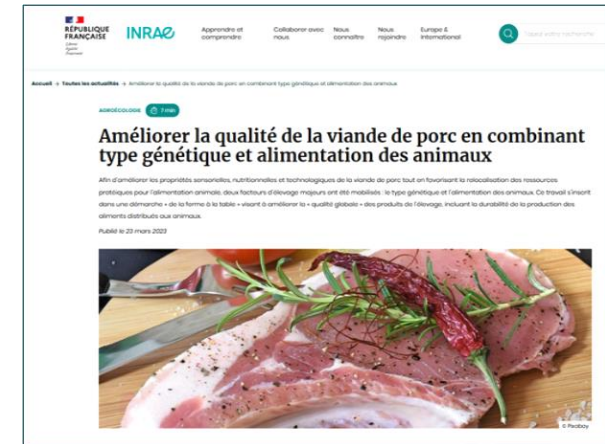 RÉPUBLIQUE
FRANÇAISE
Liberté
Égalité
Fraternité
INRAE
Apprendre et
comprendre
Collaborer avec
nous
Nous
connaître
Nous
rejoindre
Europe &
International
Accueil → Toutes les actualités → Améliorer la qualité de la viande de porc en combinant type génétique et alimentation des animaux
AGROÉCOLOGIE 7 min
Améliorer la qualité de la viande de porc en combinant
type génétique et alimentation des animaux
Afin d'améliorer les propriétés sensorielles, nutritionnelles et technologiques de la viande de porc tout en favorisant la relocalisation des ressources
protéiques pour l'alimentation animale, deux facteurs d'élevage majeurs ont été mobilisés : le type génétique et l'alimentation des animaux. Ce travail s'inscrit
dans une démarche « de la ferme à la table » visant à améliorer la « qualité globale » des produits de l'élevage, incluant la durabilité de la production des
aliments distribués aux animaux.
Publié le 23 mars 2023
© Pixabay